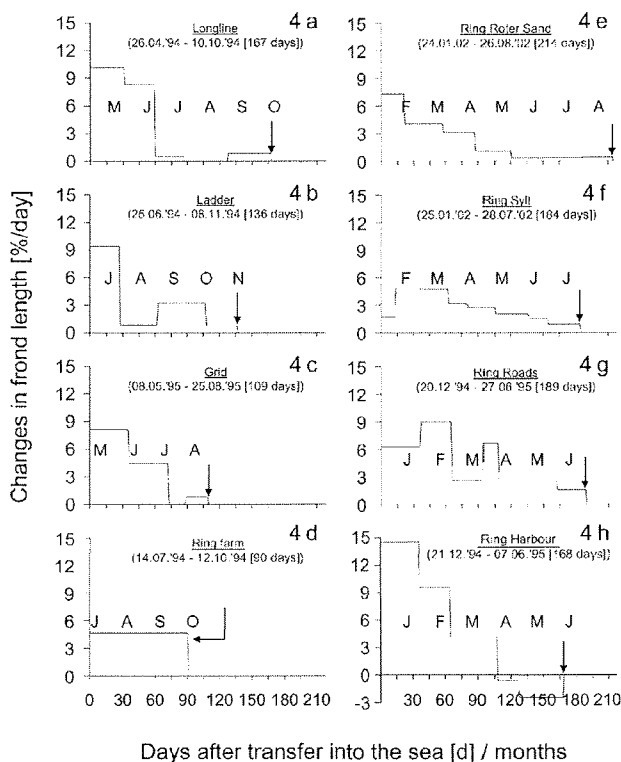 Changes in frond length [%/day]
4 a
Longline
(26.04.'94 - 10.10.'94 [167 days])
15
12
9
6
3
0
M J J A S O
4 b
Ladder
(25.06.'94 - 08.11.'94 [136 days])
15
12
9
6
3
0
J A S O N
4 c
Grid
(08.05.'95 - 25.08.'95 [109 days])
15
12
9
6
3
0
M J J A
4 d
Ring farm
(14.07.'94 - 12.10.'94 [90 days])
15
12
9
6
3
0
J A S O
0 30 60 90 120 150 180 210
4 e
Ring Roter Sand
(24.01.'02 - 26.08.'02 [214 days])
15
12
9
6
3
0
F M A M J J A
4 f
Ring Sylt
(25.01.'02 - 28.07.'02 [184 days])
15
12
9
6
3
0
F M A M J J
4 g
Ring Roads
(20.12.'94 - 27.06.'95 [189 days])
15
12
9
6
3
0
J F M A M J
4 h
Ring Harbour
(21.12.'94 - 07.06.'95 [168 days])
15
12
9
6
3
0
-3
J F M A M J
0 30 60 90 120 150 180 210
Days after transfer into the sea [d] / months